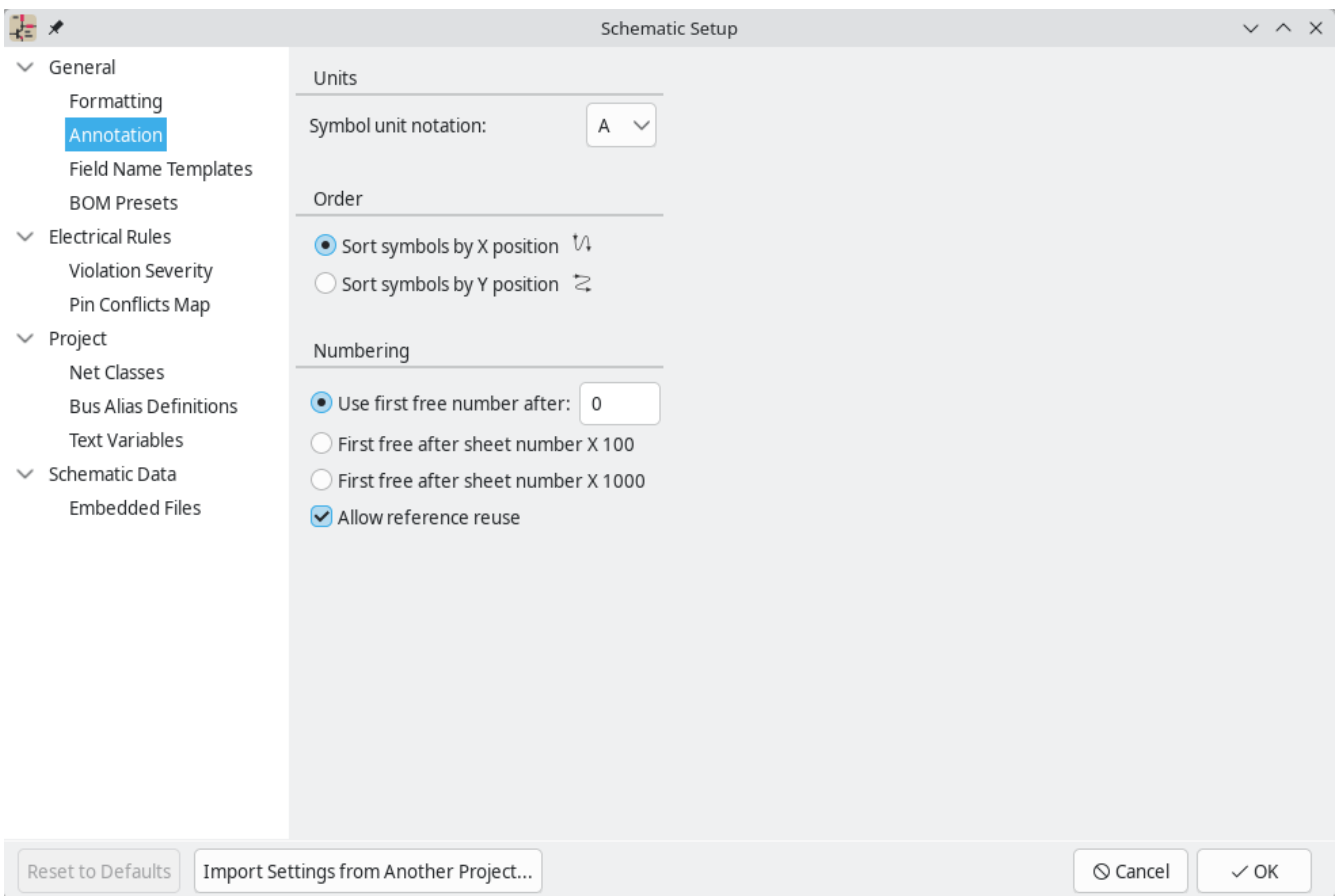 Schematic Setup
General
Formatting
Annotation
Field Name Templates
BOM Presets
Electrical Rules
Violation Severity
Pin Conflicts Map
Project
Net Classes
Bus Alias Definitions
Text Variables
Schematic Data
Embedded Files
Units
Symbol unit notation: A
Order
Sort symbols by X position
Sort symbols by Y position
Numbering
Use first free number after: 0
First free after sheet number X 100
First free after sheet number X 1000
Allow reference reuse
Reset to Defaults Import Settings from Another Project... Cancel OK